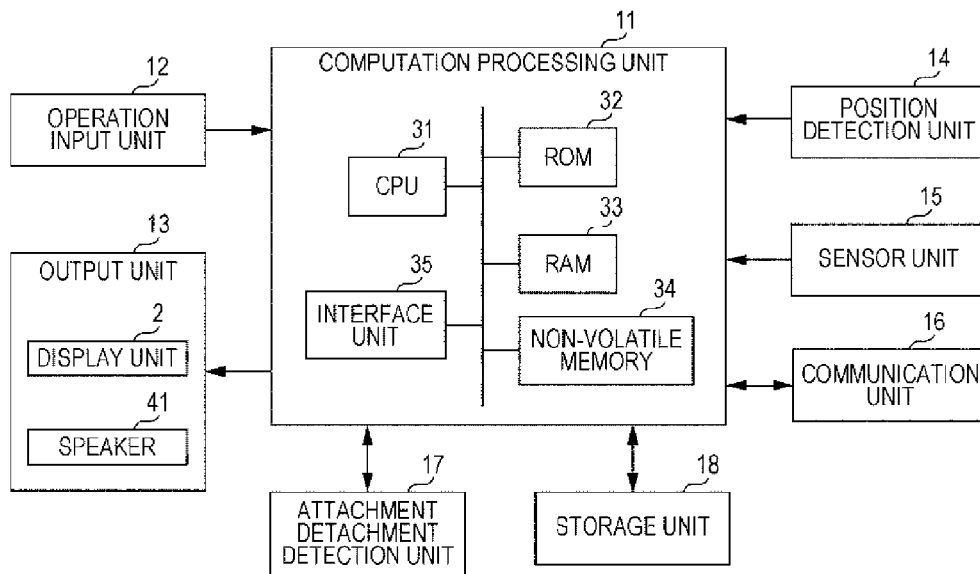 11
COMPUTATION PROCESSING UNIT
12
OPERATION
INPUT UNIT
14
POSITION
DETECTION UNIT
31
CPU
32
ROM
33
RAM
15
SENSOR UNIT
13
OUTPUT UNIT
2
DISPLAY UNIT
41
SPEAKER
35
INTERFACE
UNIT
34
NON-VOLATILE
MEMORY
16
COMMUNICATION
UNIT
17
ATTACHMENT
DETACHMENT
DETECTION UNIT
18
STORAGE UNIT